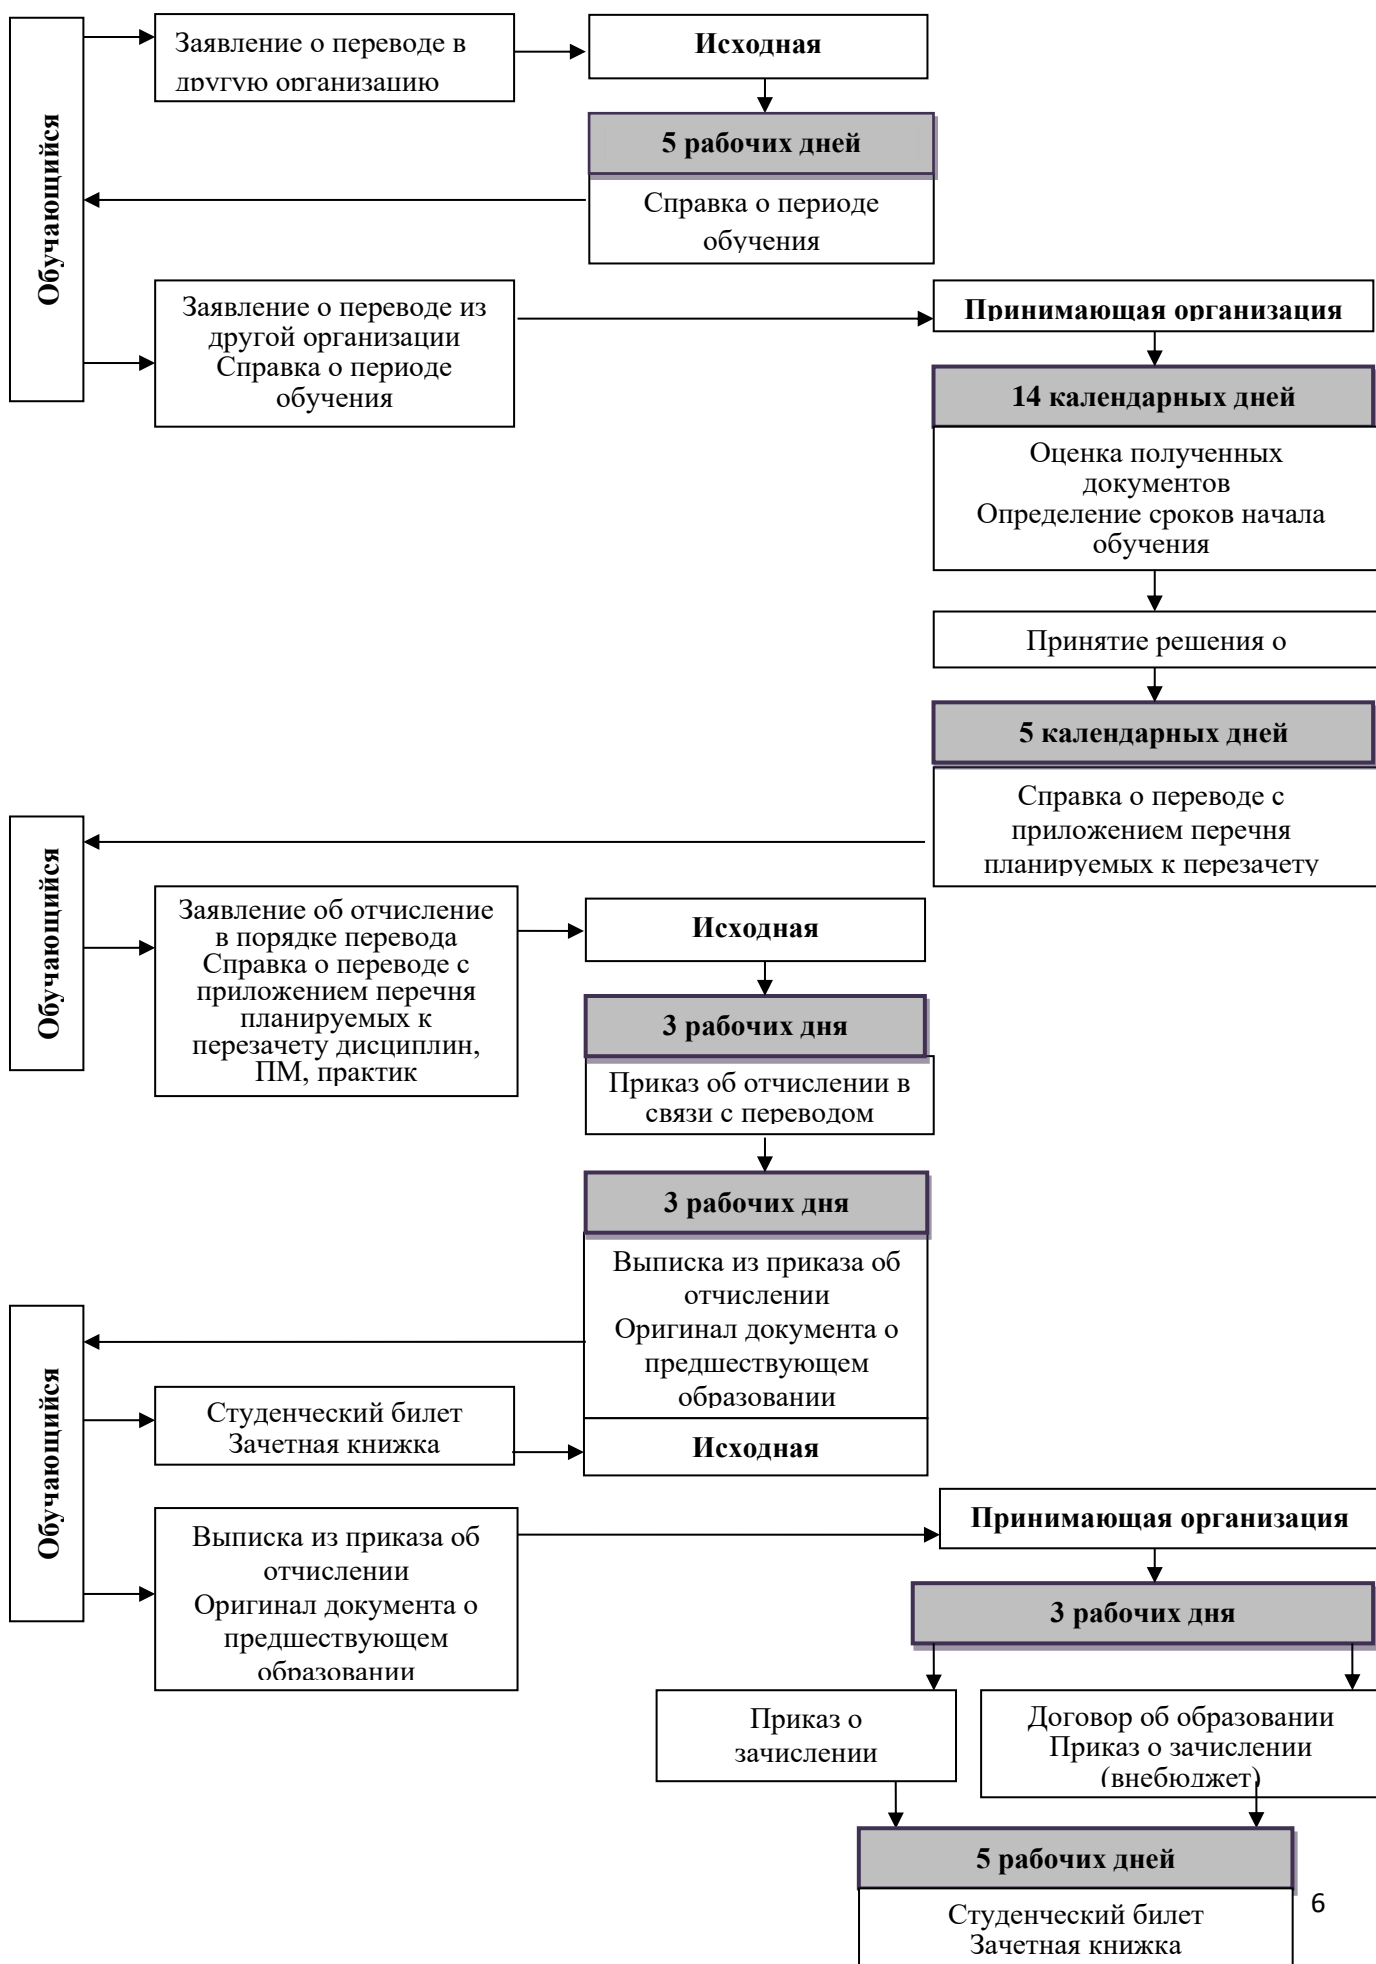 Обучающийся
Заявление о переводе в
другую организацию
Исходная
5 рабочих дней
Справка о периоде
обучения
Заявление о переводе из
другой организации
Справка о периоде
обучения
Принимающая организация
14 календарных дней
Оценка полученных
документов
Определение сроков начала
обучения
Принятие решения о
5 календарных дней
Справка о переводе с
приложением перечня
планируемых к перезачету
Обучающийся
Заявление об отчисление
в порядке перевода
Справка о переводе с
приложением перечня
планируемых к
перезачету дисциплин,
ПМ, практик
Исходная
3 рабочих дня
Приказ об отчислении в
связи с переводом
3 рабочих дня
Выписка из приказа об
отчислении
Оригинал документа о
предшествующем
образовании
Обучающийся
Студенческий билет
Зачетная книжка
Исходная
Выписка из приказа об
отчислении
Оригинал документа о
предшествующем
образовании
Принимающая организация
3 рабочих дня
Приказ о
зачислении
Договор об образовании
Приказ о зачислении
(внебюджет)
5 рабочих дней
Студенческий билет
Зачетная книжка
6